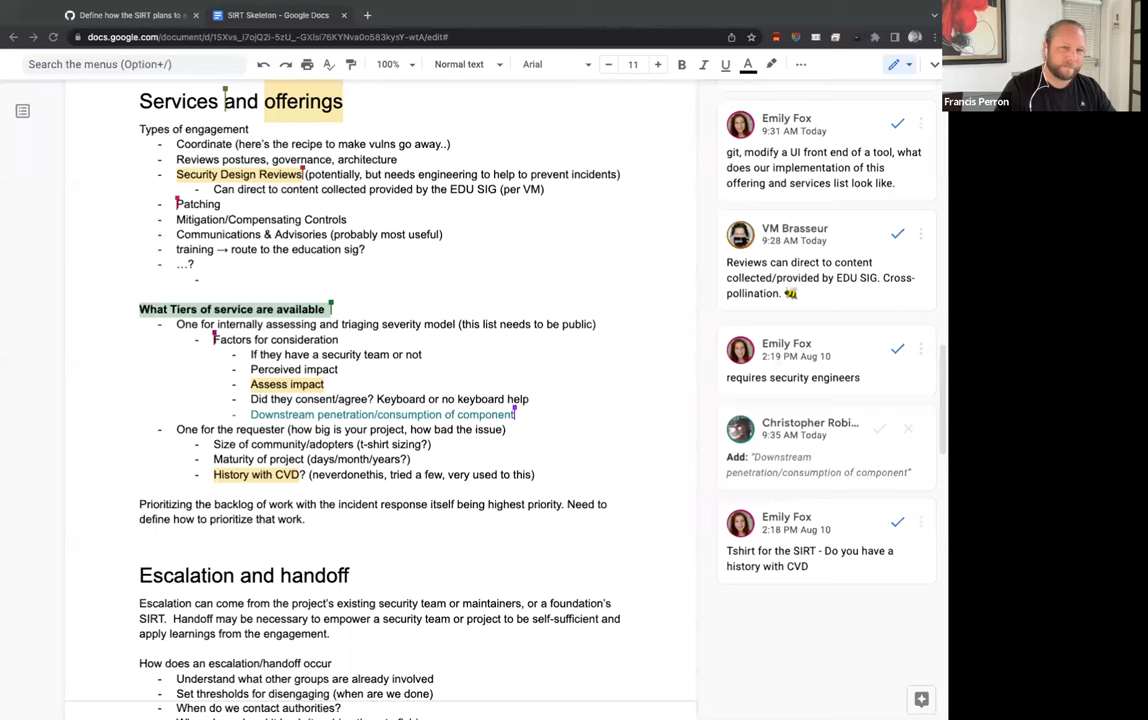 Define how the SIRT plans to e
SIRT Skeleton - Google Docs
docs.google.com/document/d/1SXvs_i7ojQ2i-5zU_-GXlsi76KYNva0o583kysY-wtA/edit#
Search the menus (Option+/)
100%
Normal text
Arial
11
B I U A
Francis Perron
Services and offerings
Types of engagement
- Coordinate (here's the recipe to make vulns go away..)
- Reviews postures, governance, architecture
- Security Design Reviews (potentially, but needs engineering to help to prevent incidents)
- Can direct to content collected provided by the EDU SIG (per VM)
- Patching
- Mitigation/Compensating Controls
- Communications & Advisories (probably most useful)
- training → route to the education sig?
- …?
-
What Tiers of service are available
- One for internally assessing and triaging severity model (this list needs to be public)
- Factors for consideration
- If they have a security team or not
- Perceived impact
- Assess impact
- Did they consent/agree? Keyboard or no keyboard help
- Downstream penetration/consumption of component
- One for the requester (how big is your project, how bad the issue)
- Size of community/adopters (t-shirt sizing?)
- Maturity of project (days/month/years?)
- History with CVD? (neverdonethis, tried a few, very used to this)
Prioritizing the backlog of work with the incident response itself being highest priority. Need to
define how to prioritize that work.
Escalation and handoff
Escalation can come from the project's existing security team or maintainers, or a foundation's
SIRT. Handoff may be necessary to empower a security team or project to be self-sufficient and
apply learnings from the engagement.
How does an escalation/handoff occur
- Understand what other groups are already involved
- Set thresholds for disengaging (when are we done)
- When do we contact authorities?
Emily Fox
9:31 AM Today
git, modify a UI front end of a tool, what
does our implementation of this
offering and services list look like.
VM Brasseur
9:28 AM Today
Reviews can direct to content
collected/provided by EDU SIG. Cross-
pollination. 🐝
Emily Fox
2:19 PM Aug 10
requires security engineers
Christopher Robi...
9:35 AM Today
Add: "Downstream
penetration/consumption of component"
Emily Fox
2:18 PM Aug 10
Tshirt for the SIRT - Do you have a
history with CVD